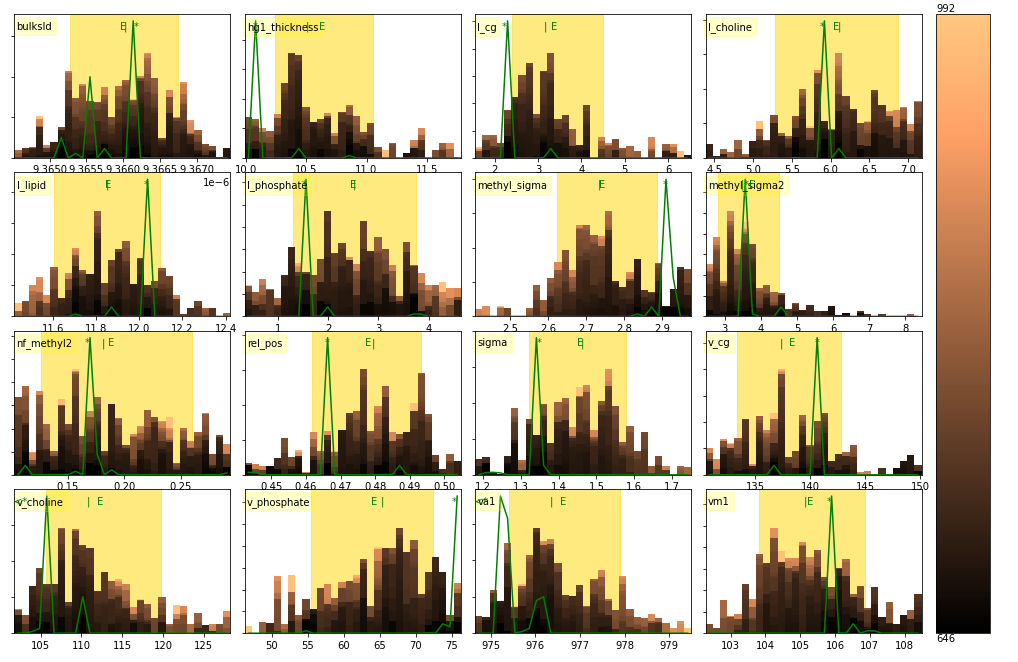 992
bulksld E| *
hg1_thickness | E
l_cg * | E
l_choline * E|
9.3650 9.3655 9.3660 9.3665 9.3670
10.0 10.5 11.0 11.5
2 3 4 5 6
4.5 5.0 5.5 6.0 6.5 7.0
l_lipid E * 1e-6
l_phosphate * E
methyl_sigma E *
methyl_sigma2
11.6 11.8 12.0 12.2 12.4
1 2 3 4
2.5 2.6 2.7 2.8 2.9
3 4 5 6 7 8
nf_methyl2 * | E
rel_pos * E |
sigma * E
v_cg | E *
0.15 0.20 0.25
0.45 0.46 0.47 0.48 0.49 0.50
1.2 1.3 1.4 1.5 1.6 1.7
135 140 145 150
v_choline | E
v_phosphate E | *
va1 | E
vm1 |E *
105 110 115 120 125
50 55 60 65 70 75
975 976 977 978 979
103 104 105 106 107 108
646